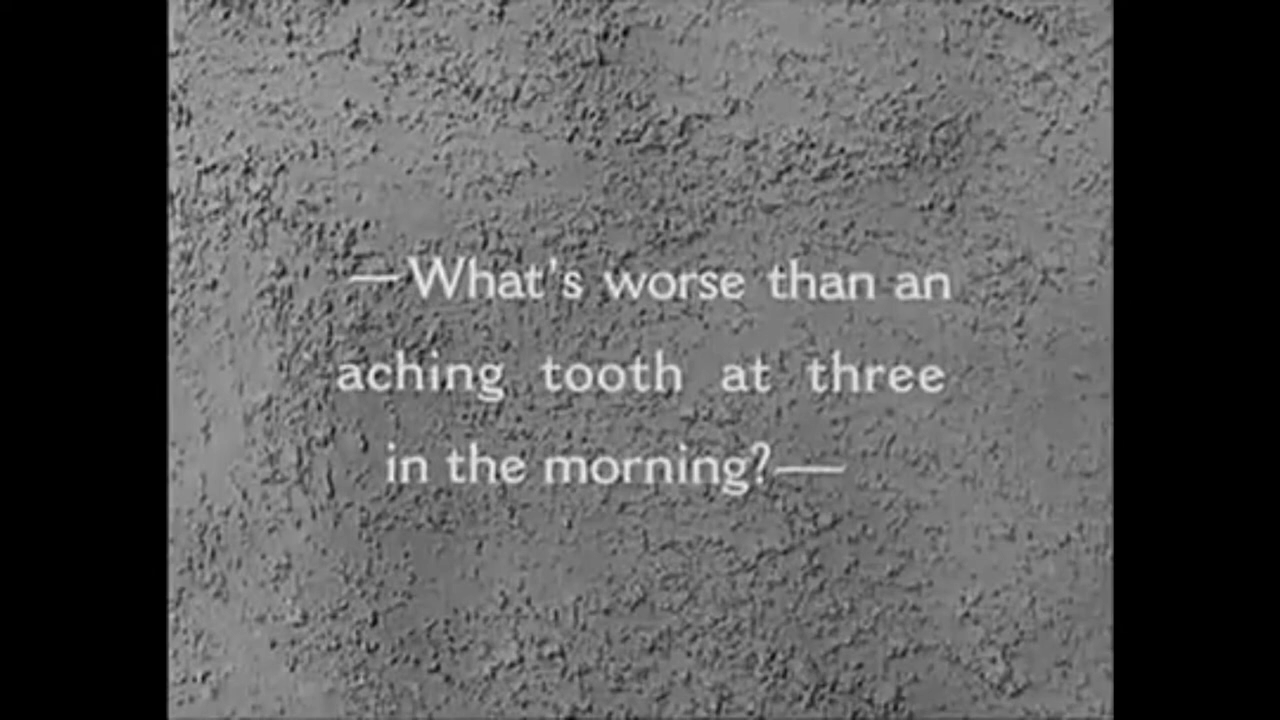 —What's worse than an
aching tooth at three
in the morning?—